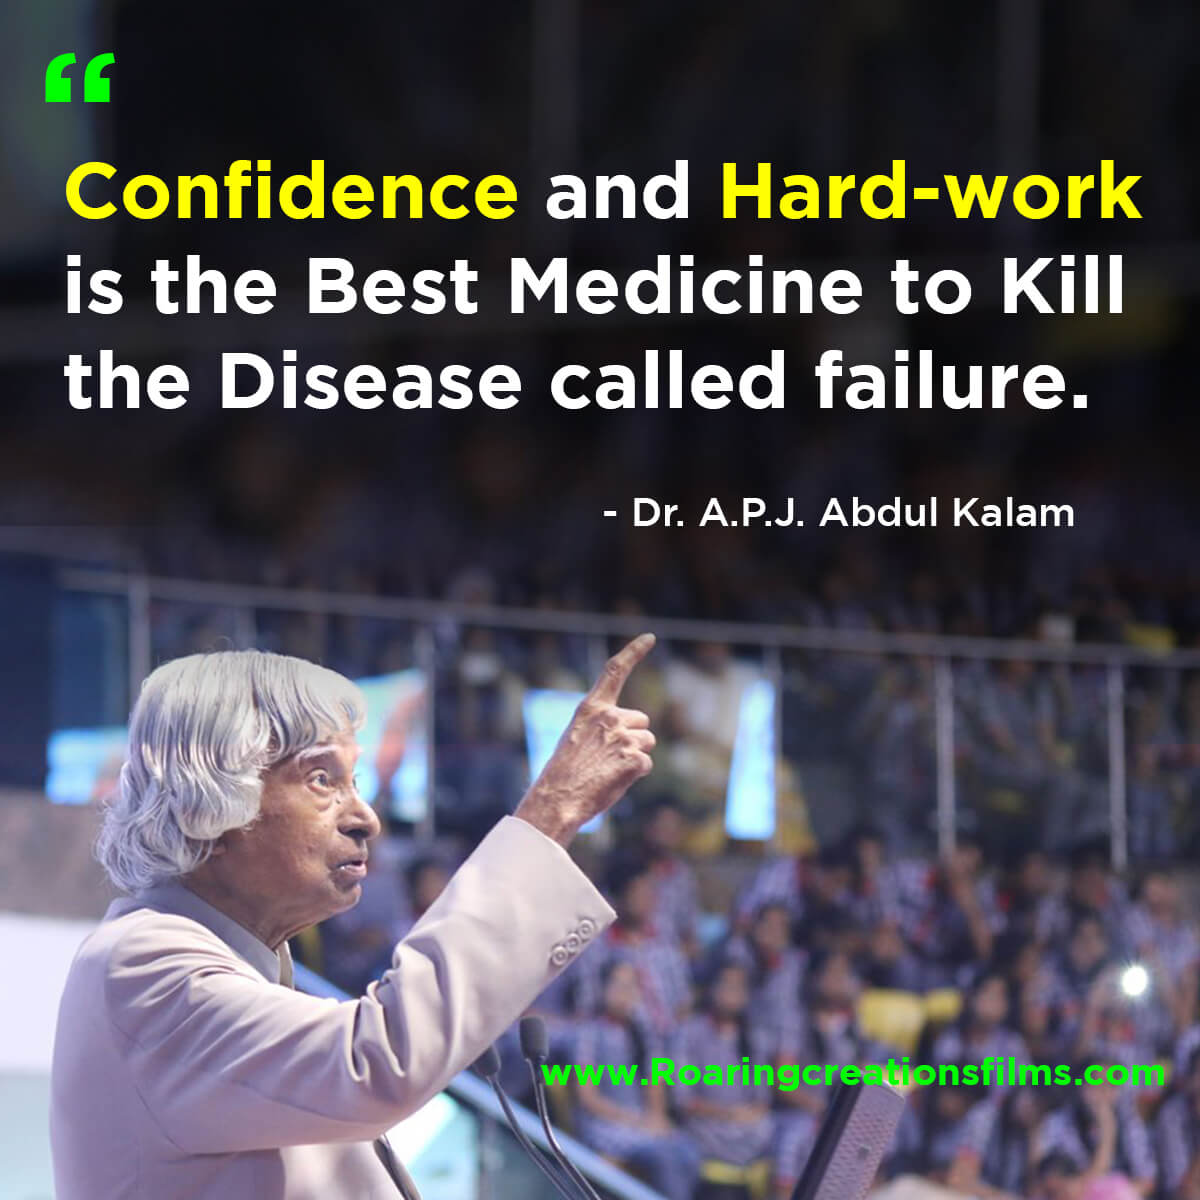 “
Confidence and Hard-work
is the Best Medicine to Kill
the Disease called failure.
- Dr. A.P.J. Abdul Kalam
www.Roaringcreationsfilms.com